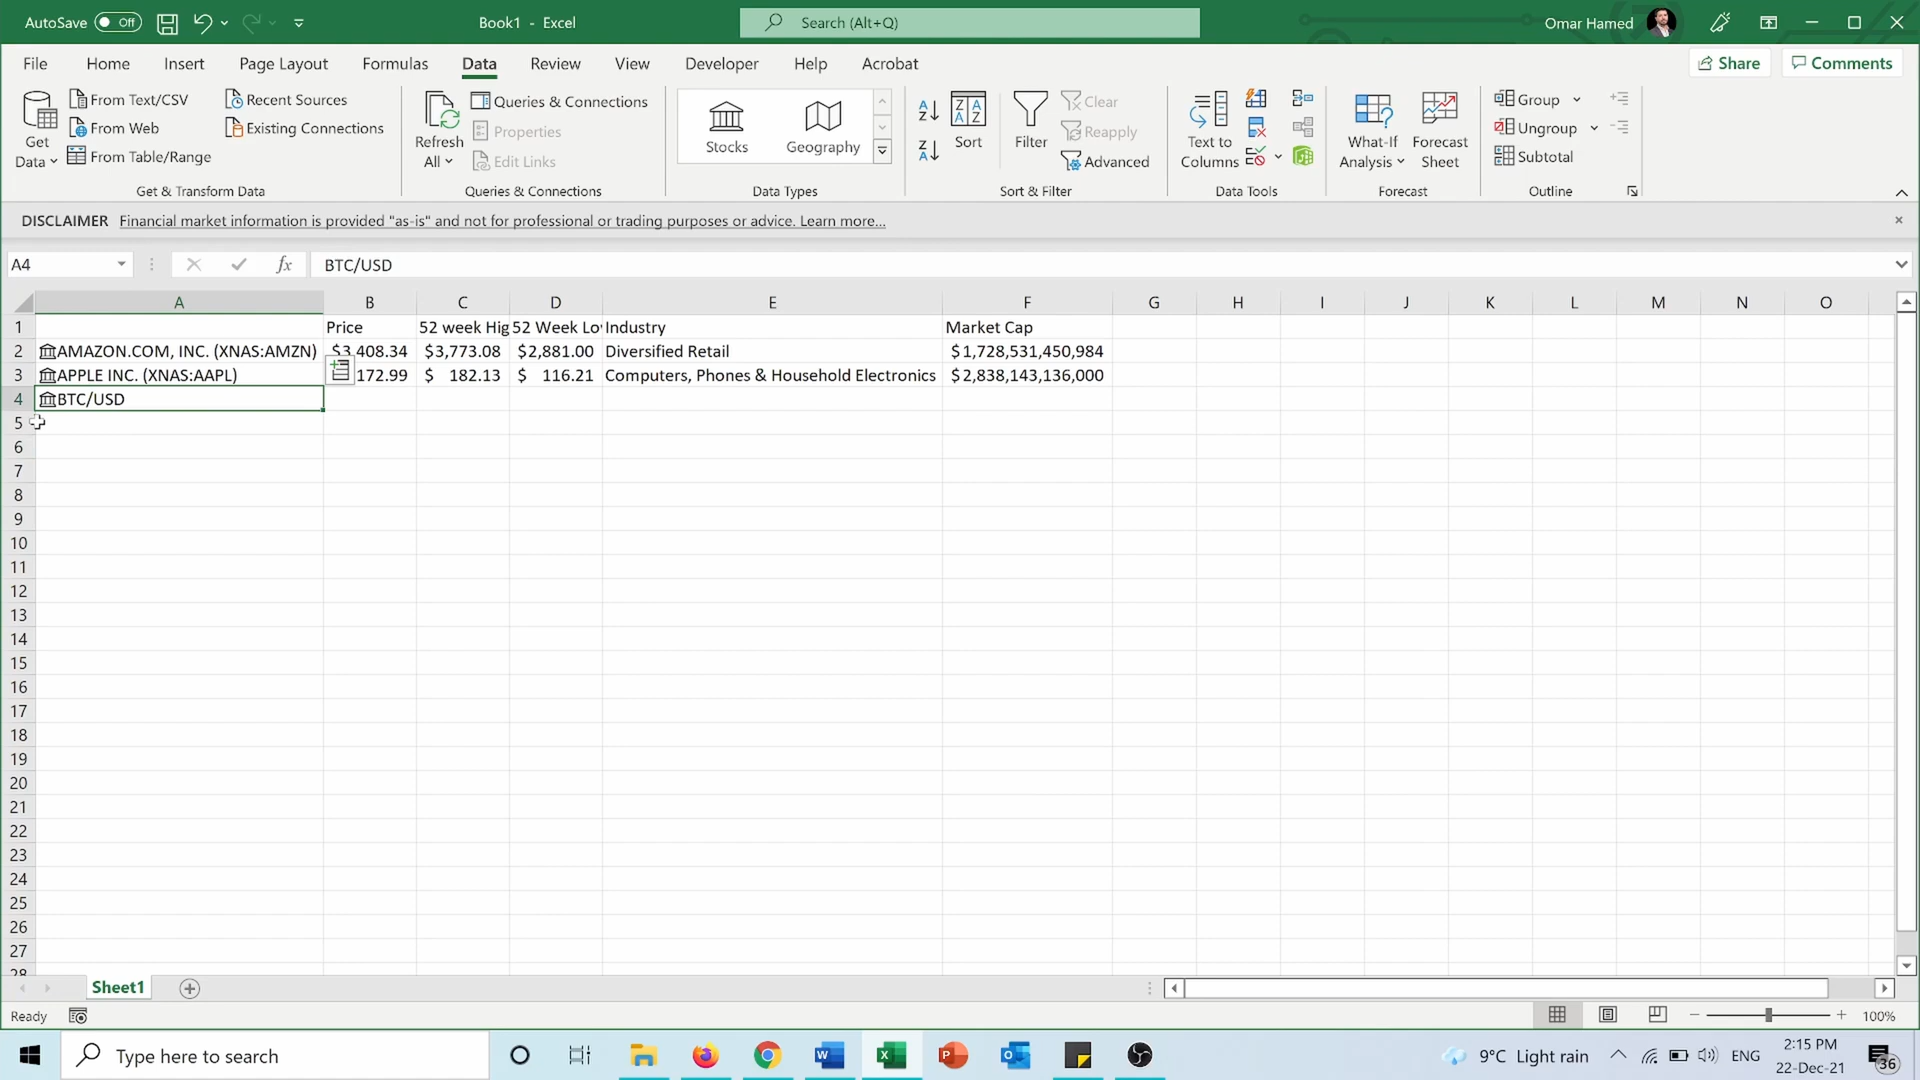 AutoSave Off Book1 - Excel Search (Alt+Q) Omar Hamed
File Home Insert Page Layout Formulas Data Review View Developer Help Acrobat Share Comments
Get Data
From Text/CSV
From Web
From Table/Range
Recent Sources
Existing Connections
Get & Transform Data
Refresh All
Queries & Connections
Properties
Edit Links
Queries & Connections
Stocks
Geography
Data Types
Sort
Filter
Clear
Reapply
Advanced
Sort & Filter
Text to Columns
Data Tools
What-If Analysis
Forecast Sheet
Forecast
Group
Ungroup
Subtotal
Outline
DISCLAIMER Financial market information is provided "as-is" and not for professional or trading purposes or advice. Learn more...
A4 fx BTC/USD
A B C D E F G H I J K L M N O
1 Price 52 week Hig 52 Week Lo Industry Market Cap
2 AMAZON.COM, INC. (XNAS:AMZN) $3,408.34 $3,773.08 $2,881.00 Diversified Retail $1,728,531,450,984
3 APPLE INC. (XNAS:AAPL) 172.99 $ 182.13 $ 116.21 Computers, Phones & Household Electronics $2,838,143,136,000
4 BTC/USD
5
6
7
8
9
10
11
12
13
14
15
16
17
18
19
20
21
22
23
24
25
26
27
28
Sheet1
Ready 100%
Type here to search 9°C Light rain ENG 2:15 PM
22-Dec-21 36